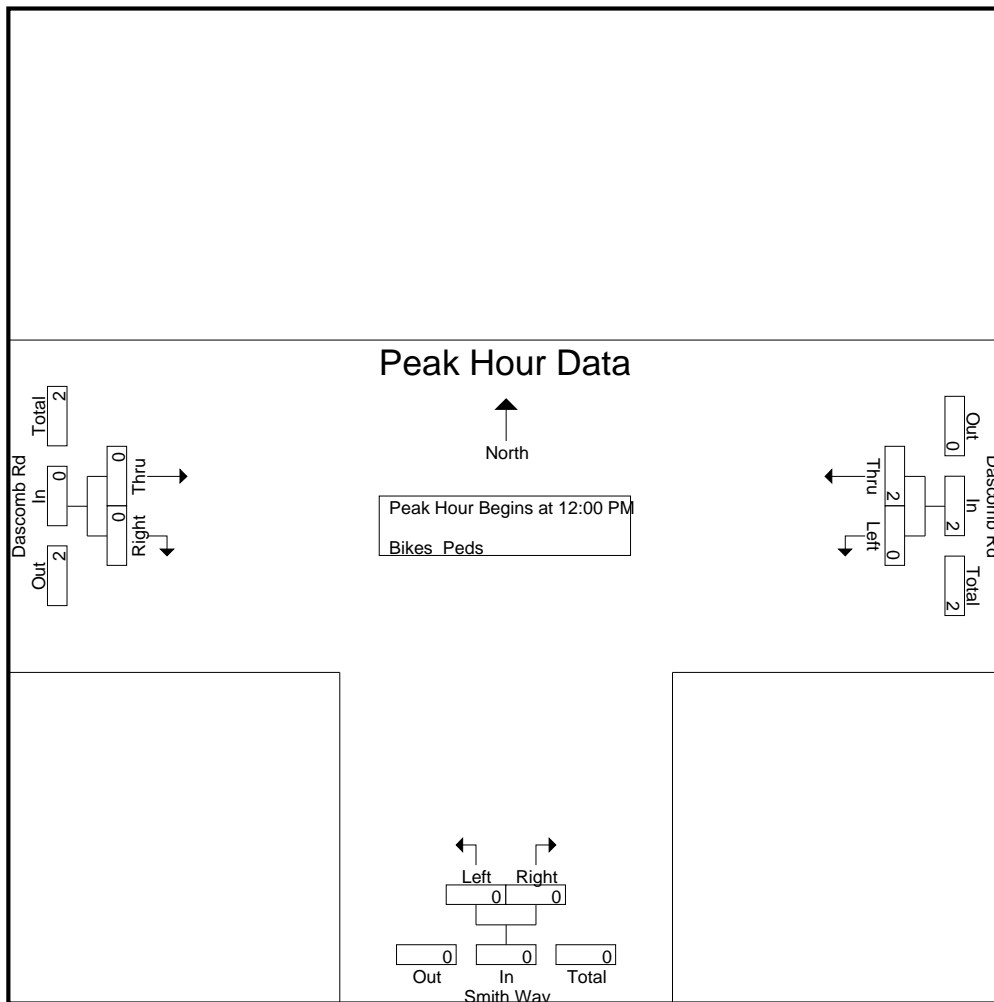 Peak Hour Data
North
Peak Hour Begins at 12:00 PM
Bikes Peds
Dascomb Rd
Total
2
In
0
Out
2
Thru
0
Right
0
Thru
2
Left
0
Out
0
In
2
Total
2
Dascomb Rd
Left
Right
0
0
0
0
0
Out
In
Total
Smith Way